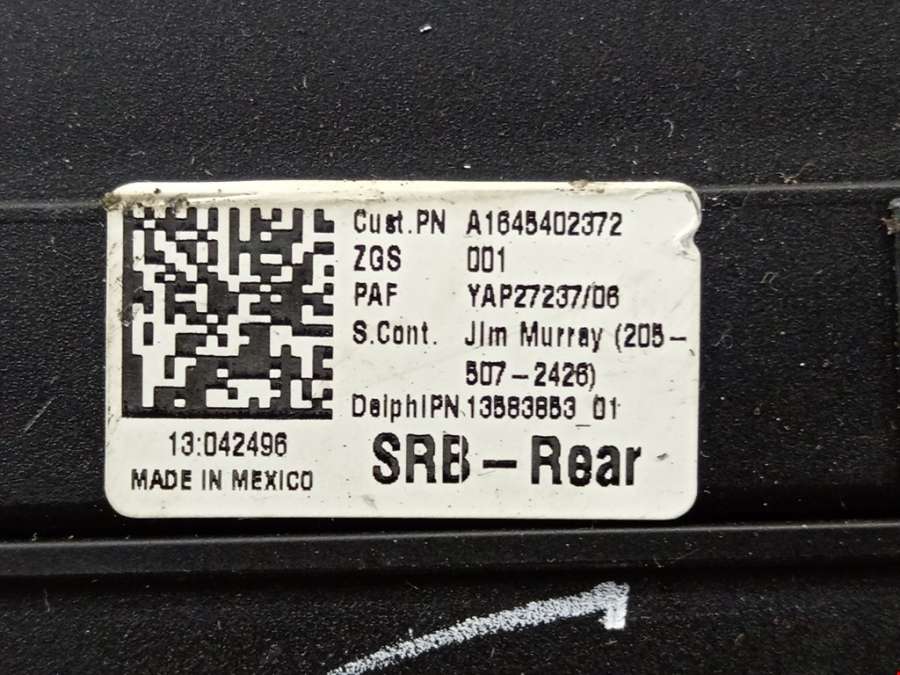 Cust.PN A1645402372
ZGS 001
PAF YAP27237/06
S.Cont. Jim Murray (205-
507-2426)
DelphiPN 13583853_01
13:042496
MADE IN MEXICO
SRB-Rear